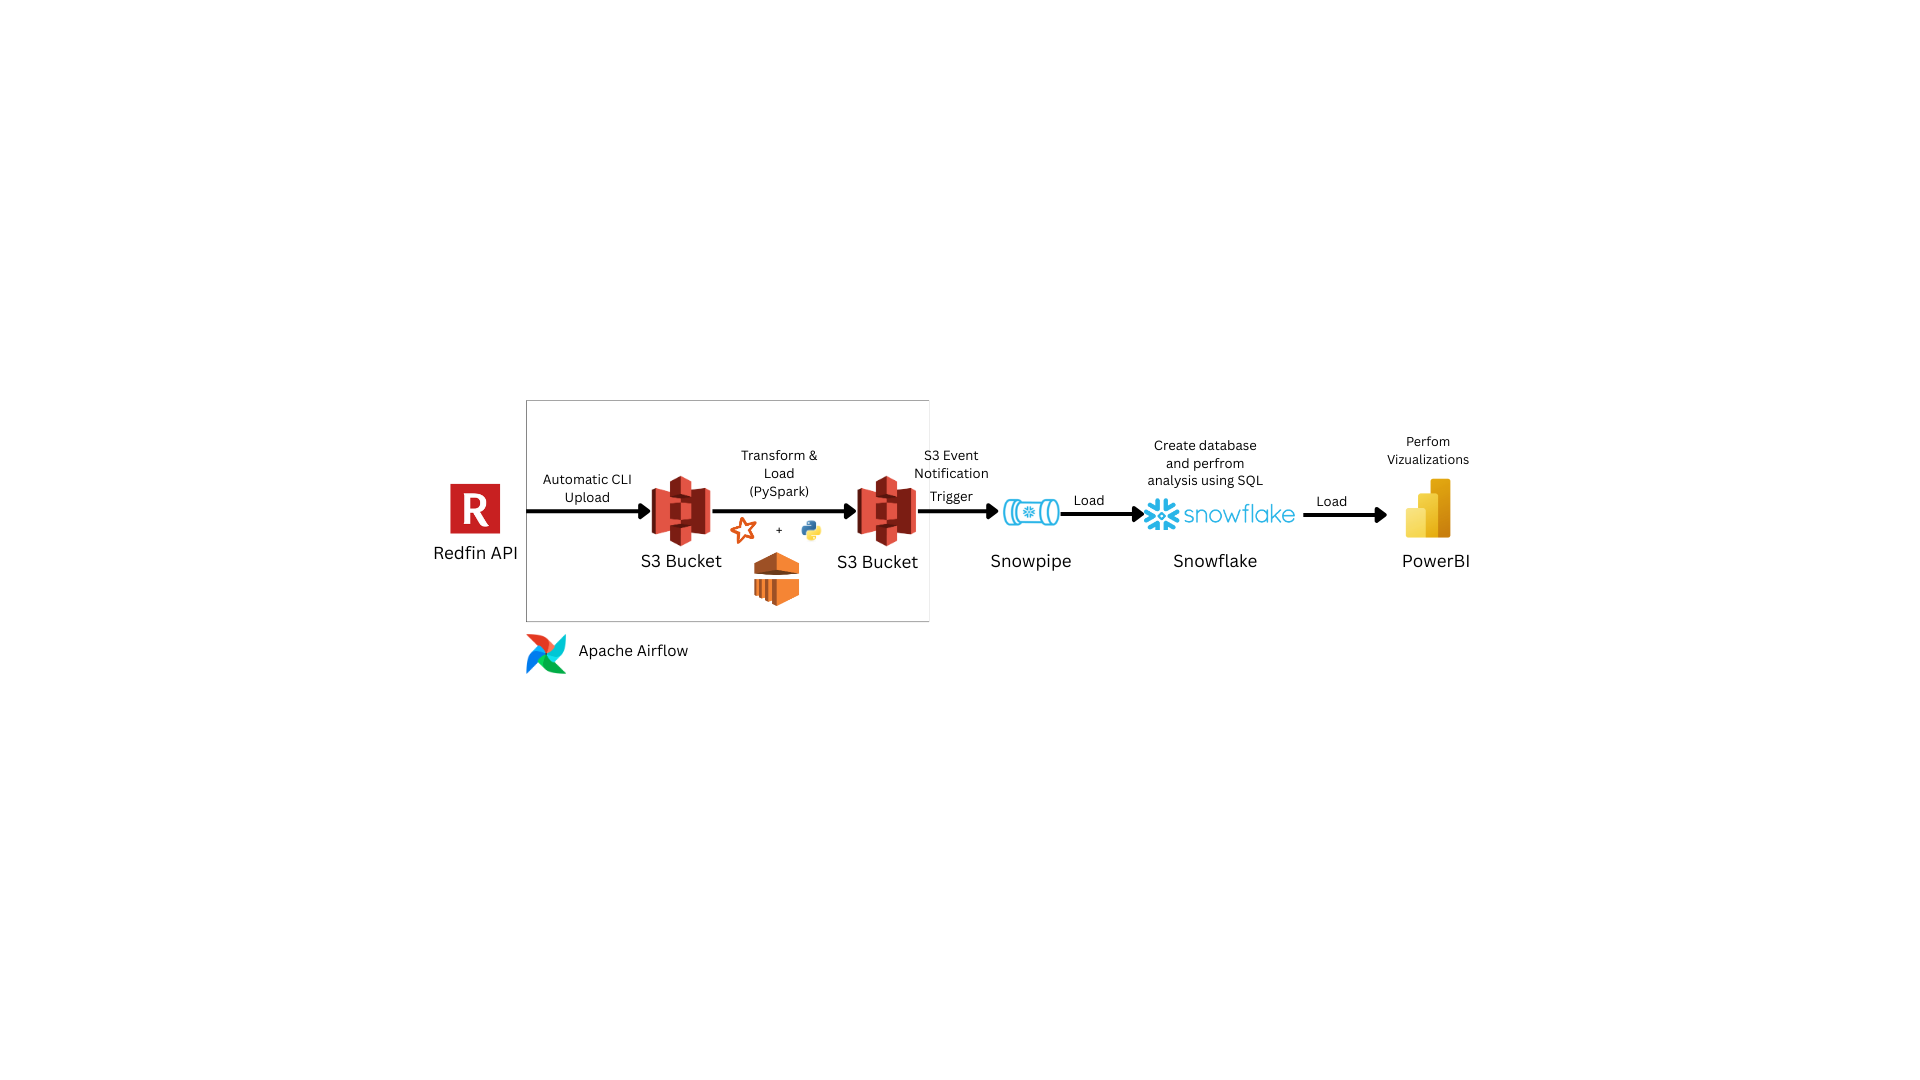 Redfin API
Automatic CLI
Upload
S3 Bucket
Transform &
Load
(PySpark)
+
S3 Bucket
Apache Airflow
S3 Event
Notification
Trigger
Snowpipe
Load
Create database
and perfrom
analysis using SQL
snowflake
Snowflake
Load
Perfom
Vizualizations
PowerBI
R